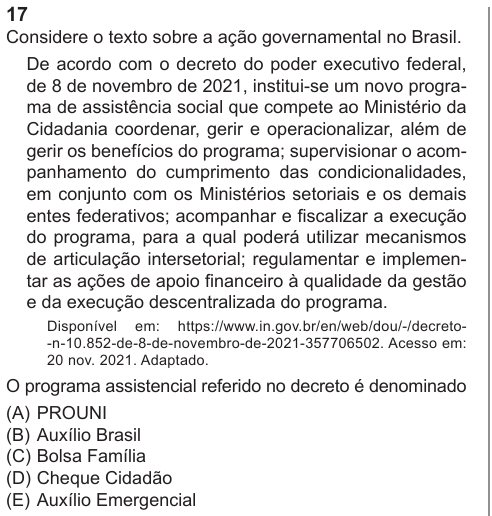 17
Considere o texto sobre a ação governamental no Brasil.
De acordo com o decreto do poder executivo federal,
de 8 de novembro de 2021, institui-se um novo progra-
ma de assistência social que compete ao Ministério da
Cidadania coordenar, gerir e operacionalizar, além de
gerir os benefícios do programa; supervisionar o acom-
panhamento do cumprimento das condicionalidades,
em conjunto com os Ministérios setoriais e os demais
entes federativos; acompanhar e fiscalizar a execução
do programa, para a qual poderá utilizar mecanismos
de articulação intersetorial; regulamentar e implemen-
tar as ações de apoio financeiro à qualidade da gestão
e da execução descentralizada do programa.
Disponível em: https://www.in.gov.br/en/web/dou/-/decreto-
-n-10.852-de-8-de-novembro-de-2021-357706502. Acesso em:
20 nov. 2021. Adaptado.
O programa assistencial referido no decreto é denominado
(A) PROUNI
(B) Auxílio Brasil
(C) Bolsa Família
(D) Cheque Cidadão
(E) Auxílio Emergencial